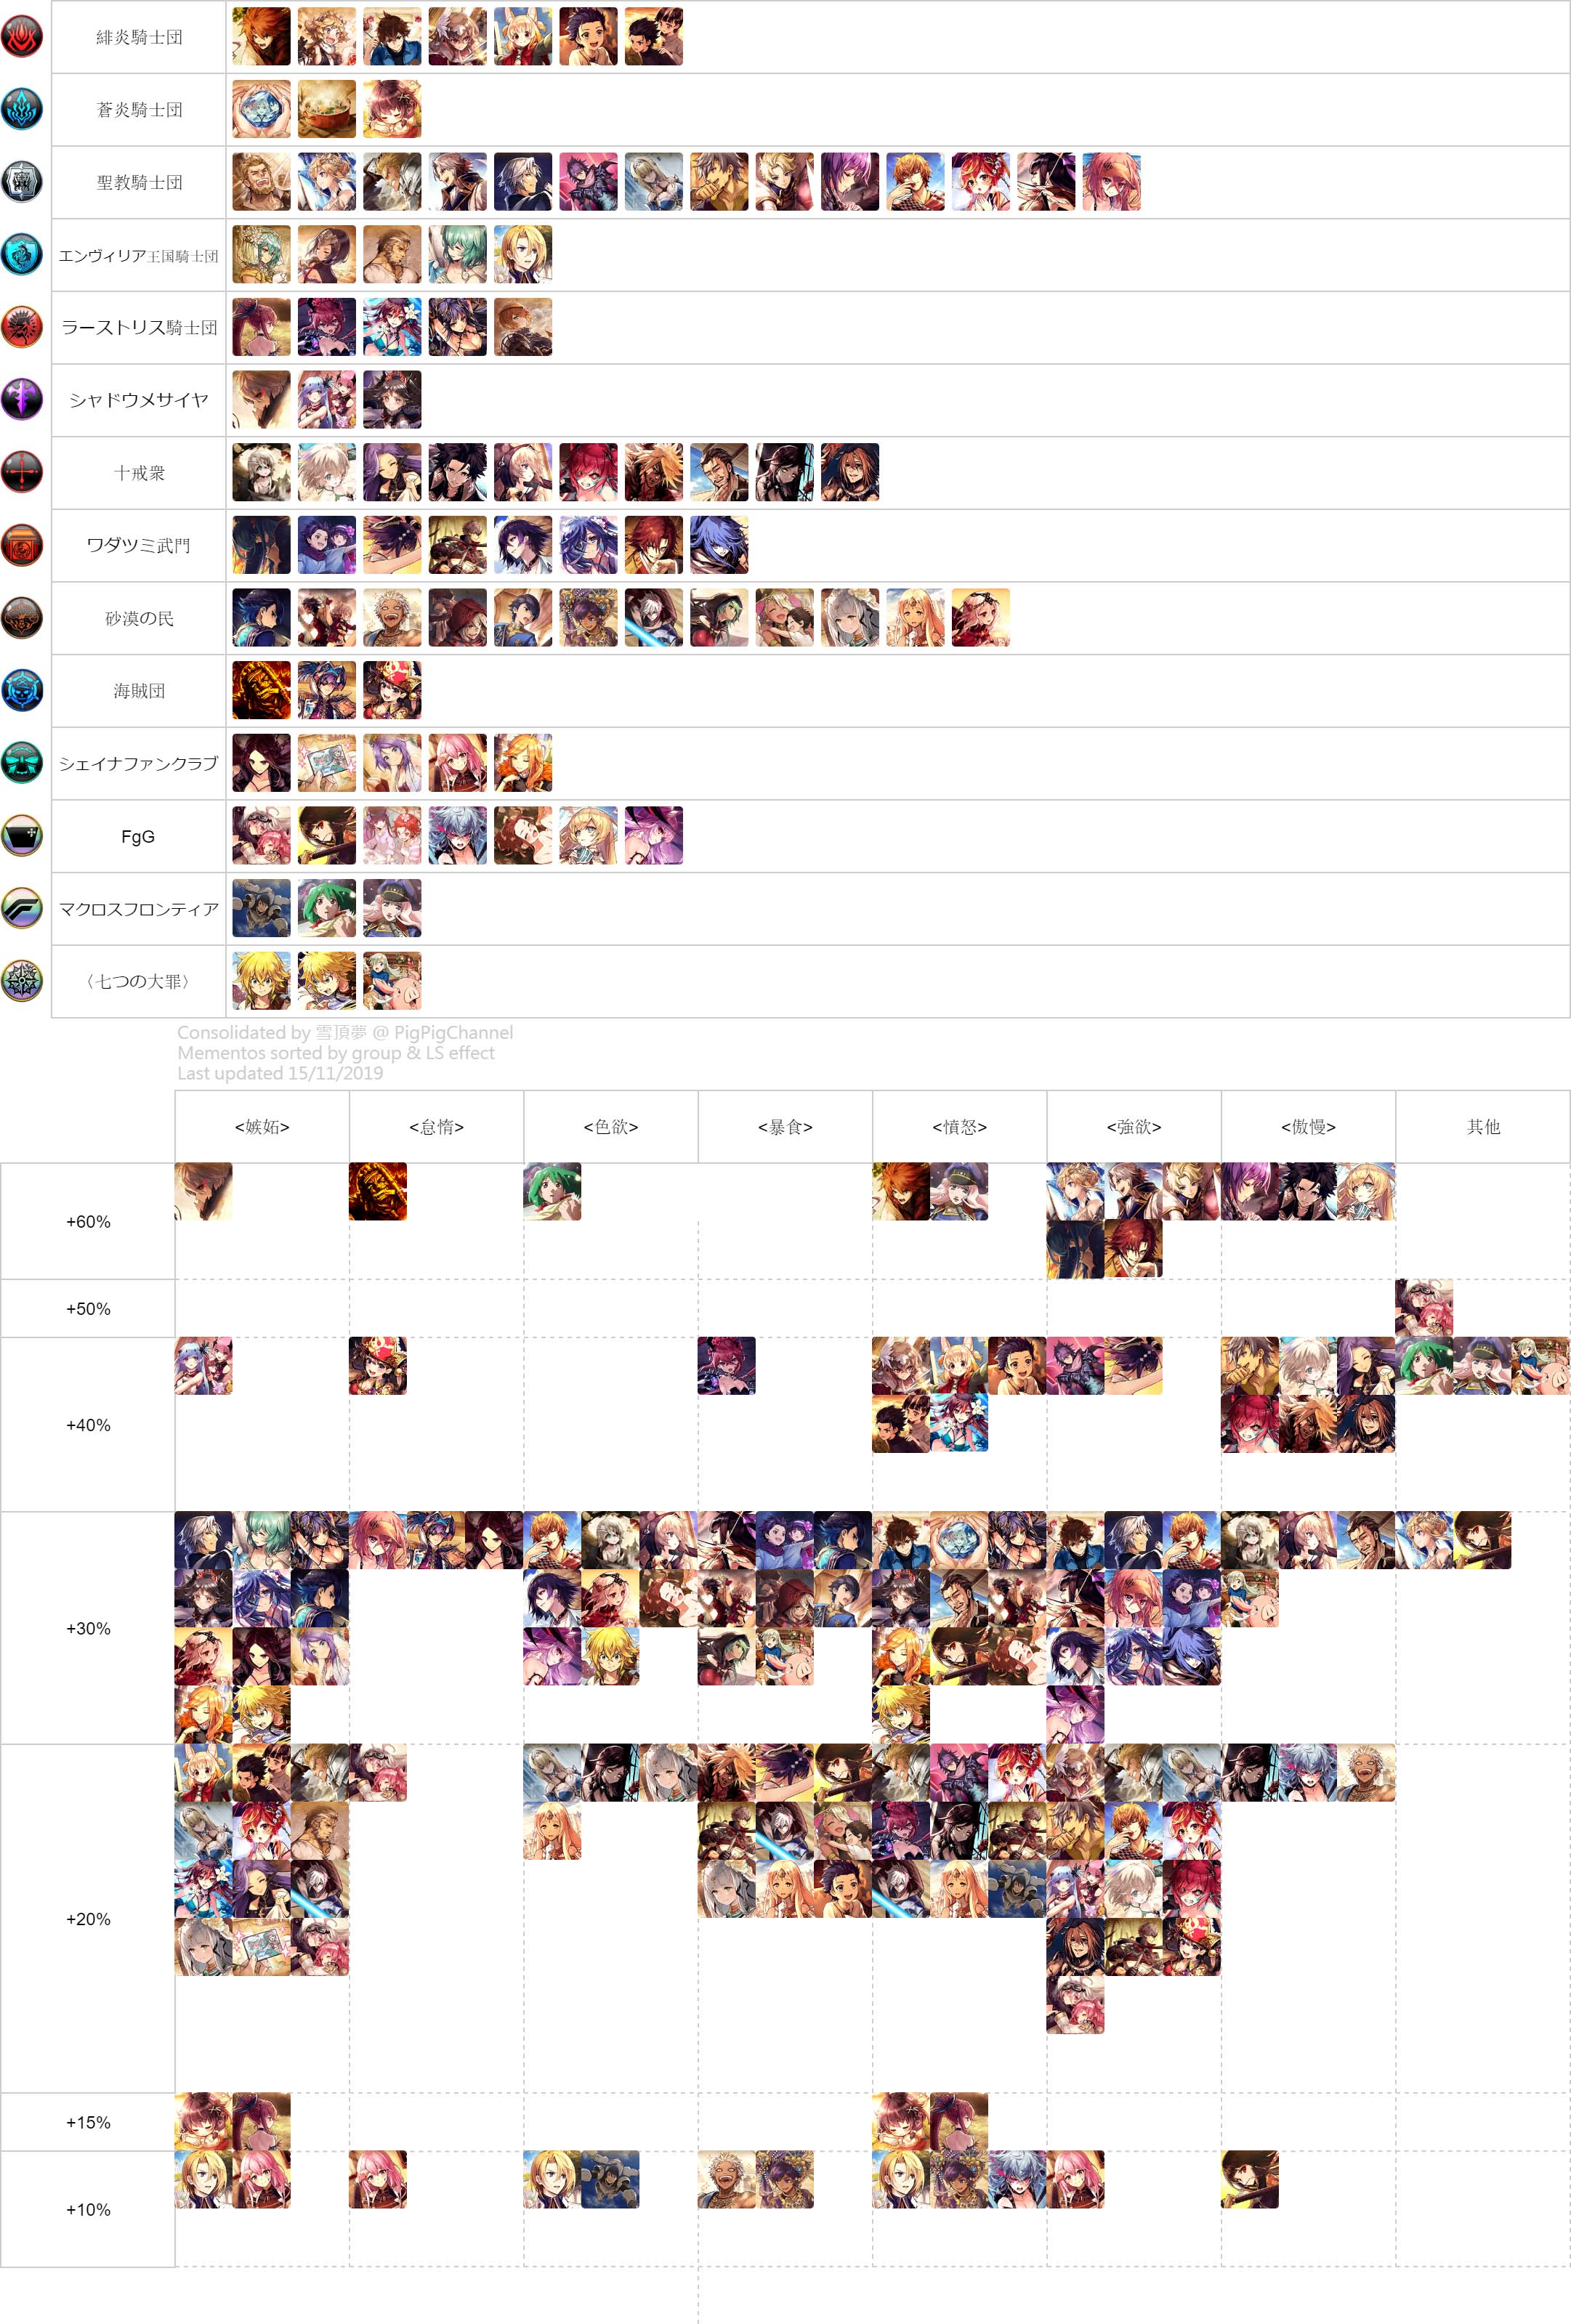 緋炎騎士団
蒼炎騎士団
聖教騎士団
エンヴィリア王国騎士団
ラーストリス騎士団
シャドウメサイヤ
十戒衆
ワダツミ武門
砂漠の民
海賊団
シェイナファンクラブ
FgG
マクロスフロンティア
〈七つの大罪〉
Consolidated by 雪頂夢 @ PigPigChannel
Mementos sorted by group & LS effect
Last updated 15/11/2019
<嫉妬> <怠惰> <色欲> <暴食> <憤怒> <強欲> <傲慢> 其他
+60%
+50%
+40%
+30%
+20%
+15%
+10%